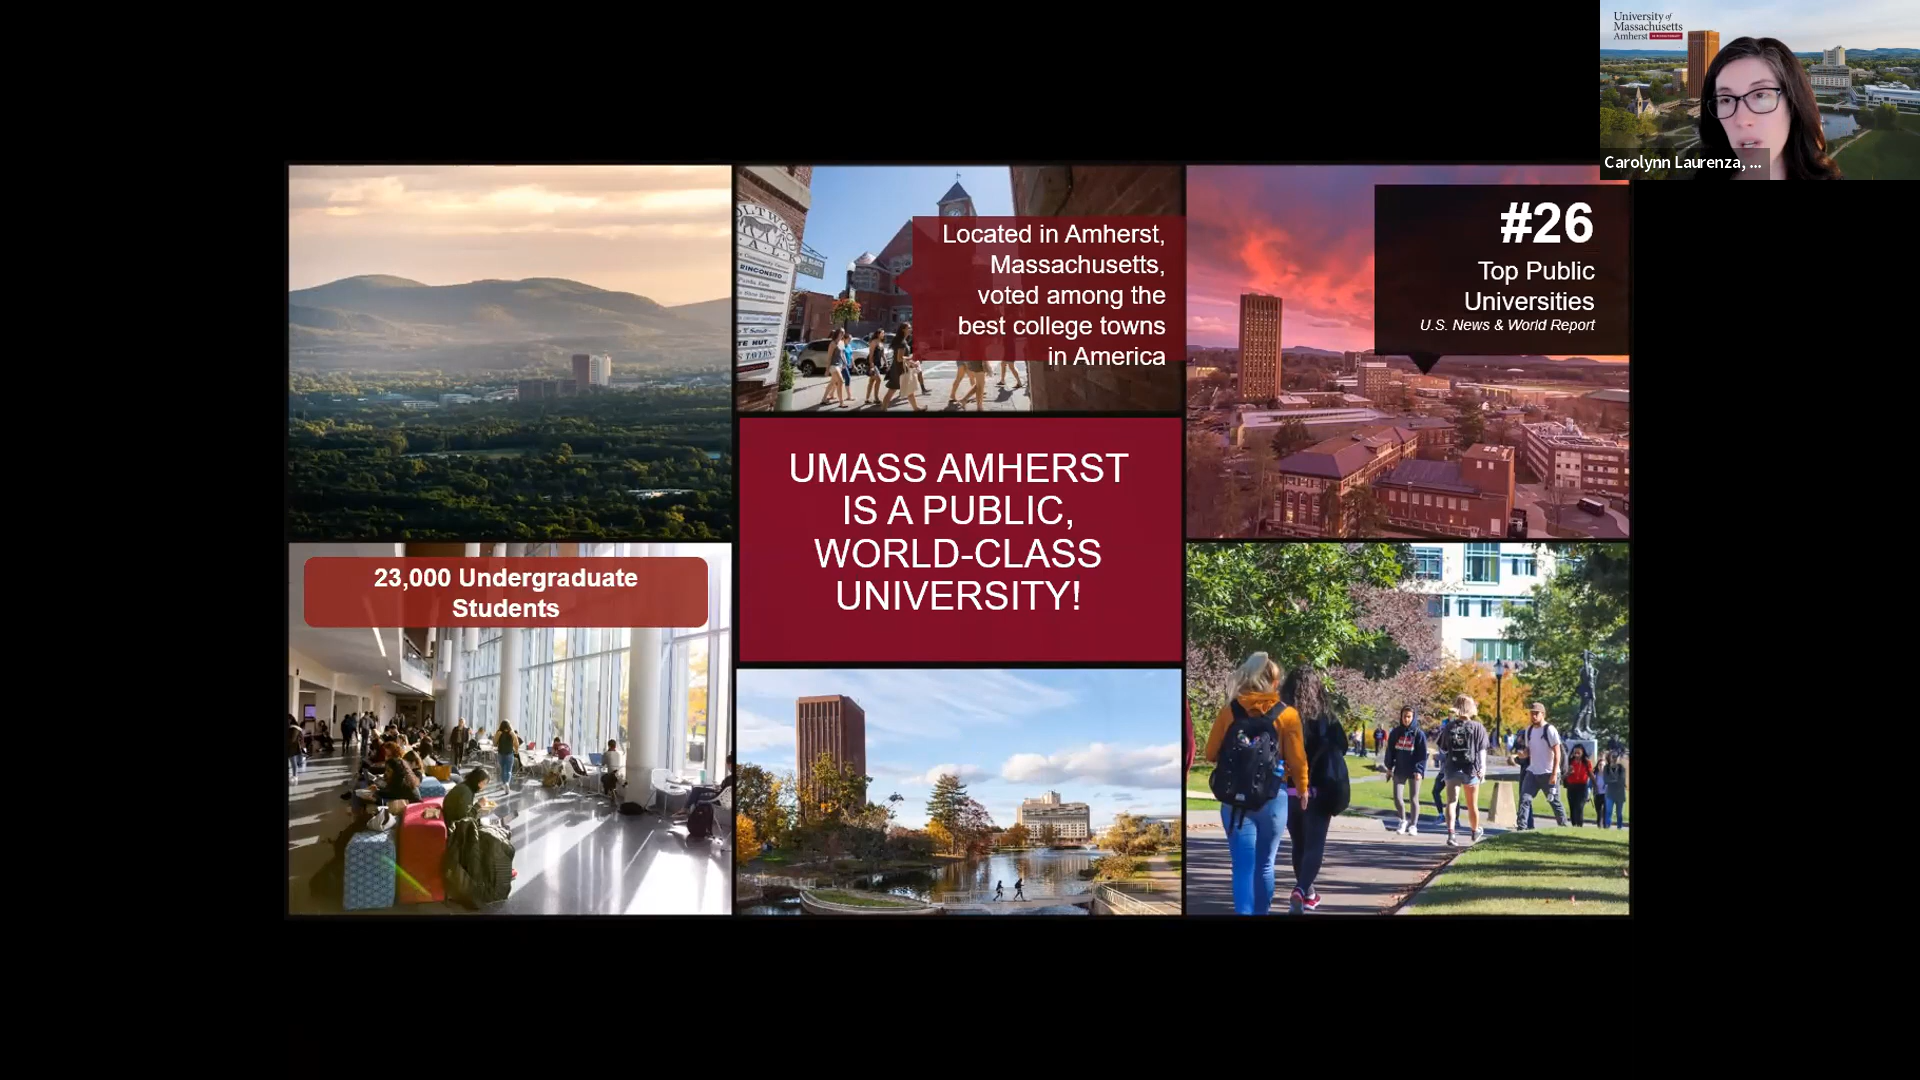 University of
Massachusetts
Amherst
Carolynn Laurenza, ...
Located in Amherst,
Massachusetts,
voted among the
best college towns
in America
#26
Top Public
Universities
U.S. News & World Report
RINCONSITO
UMASS AMHERST
IS A PUBLIC,
WORLD-CLASS
UNIVERSITY!
23,000 Undergraduate
Students